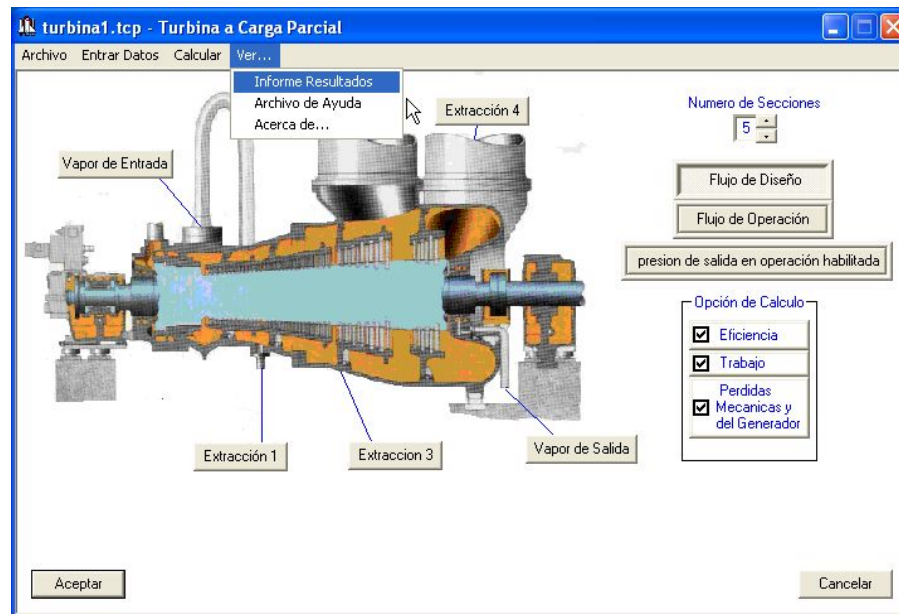 turbina1.tcp - Turbina a Carga Parcial
Archivo Entrar Datos Calcular Ver...
Informe Resultados
Archivo de Ayuda
Acerca de...
Extracción 4
Numero de Secciones
5
Vapor de Entrada
Flujo de Diseño
Flujo de Operación
presion de salida en operación habilitada
Opción de Calculo
Eficiencia
Trabajo
Perdidas
Mecanicas y
del Generador
Extracción 1
Extraccion 3
Vapor de Salida
Aceptar
Cancelar